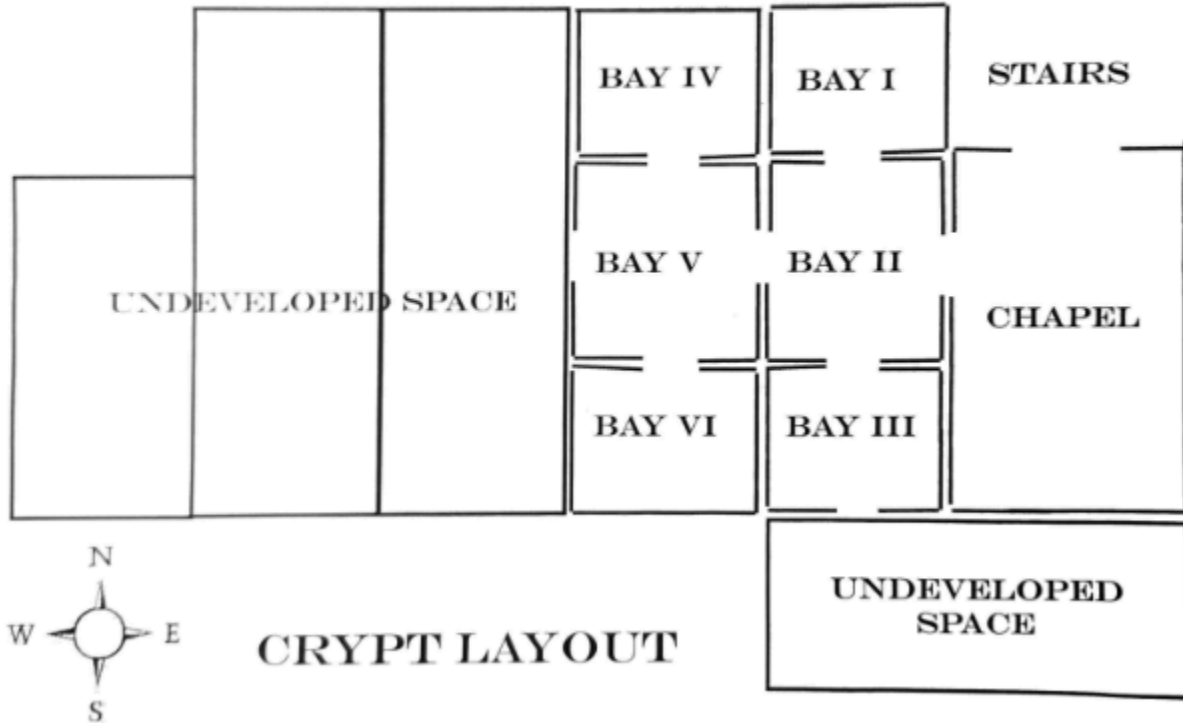 BAY IV
BAY I
STAIRS
BAY V
BAY II
UNDEVELOPED SPACE
CHAPEL
BAY VI
BAY III
N
W
E
S
CRYPT LAYOUT
UNDEVELOPED
SPACE